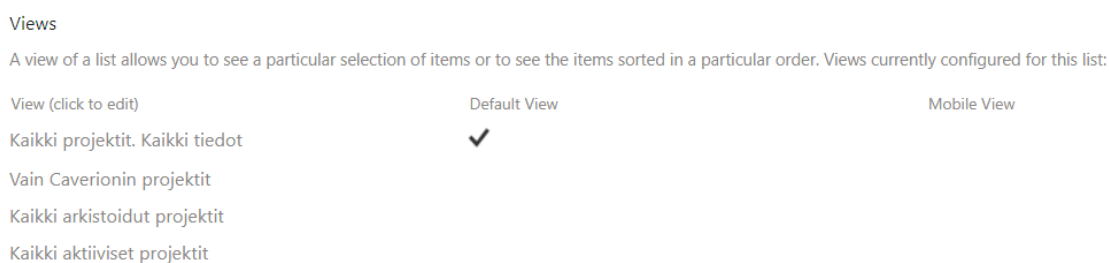 Views
A view of a list allows you to see a particular selection of items or to see the items sorted in a particular order. Views currently configured for this list:
View (click to edit) Default View Mobile View
Kaikki projektit. Kaikki tiedot
Vain Caverionin projektit
Kaikki arkistoidut projektit
Kaikki aktiiviset projektit